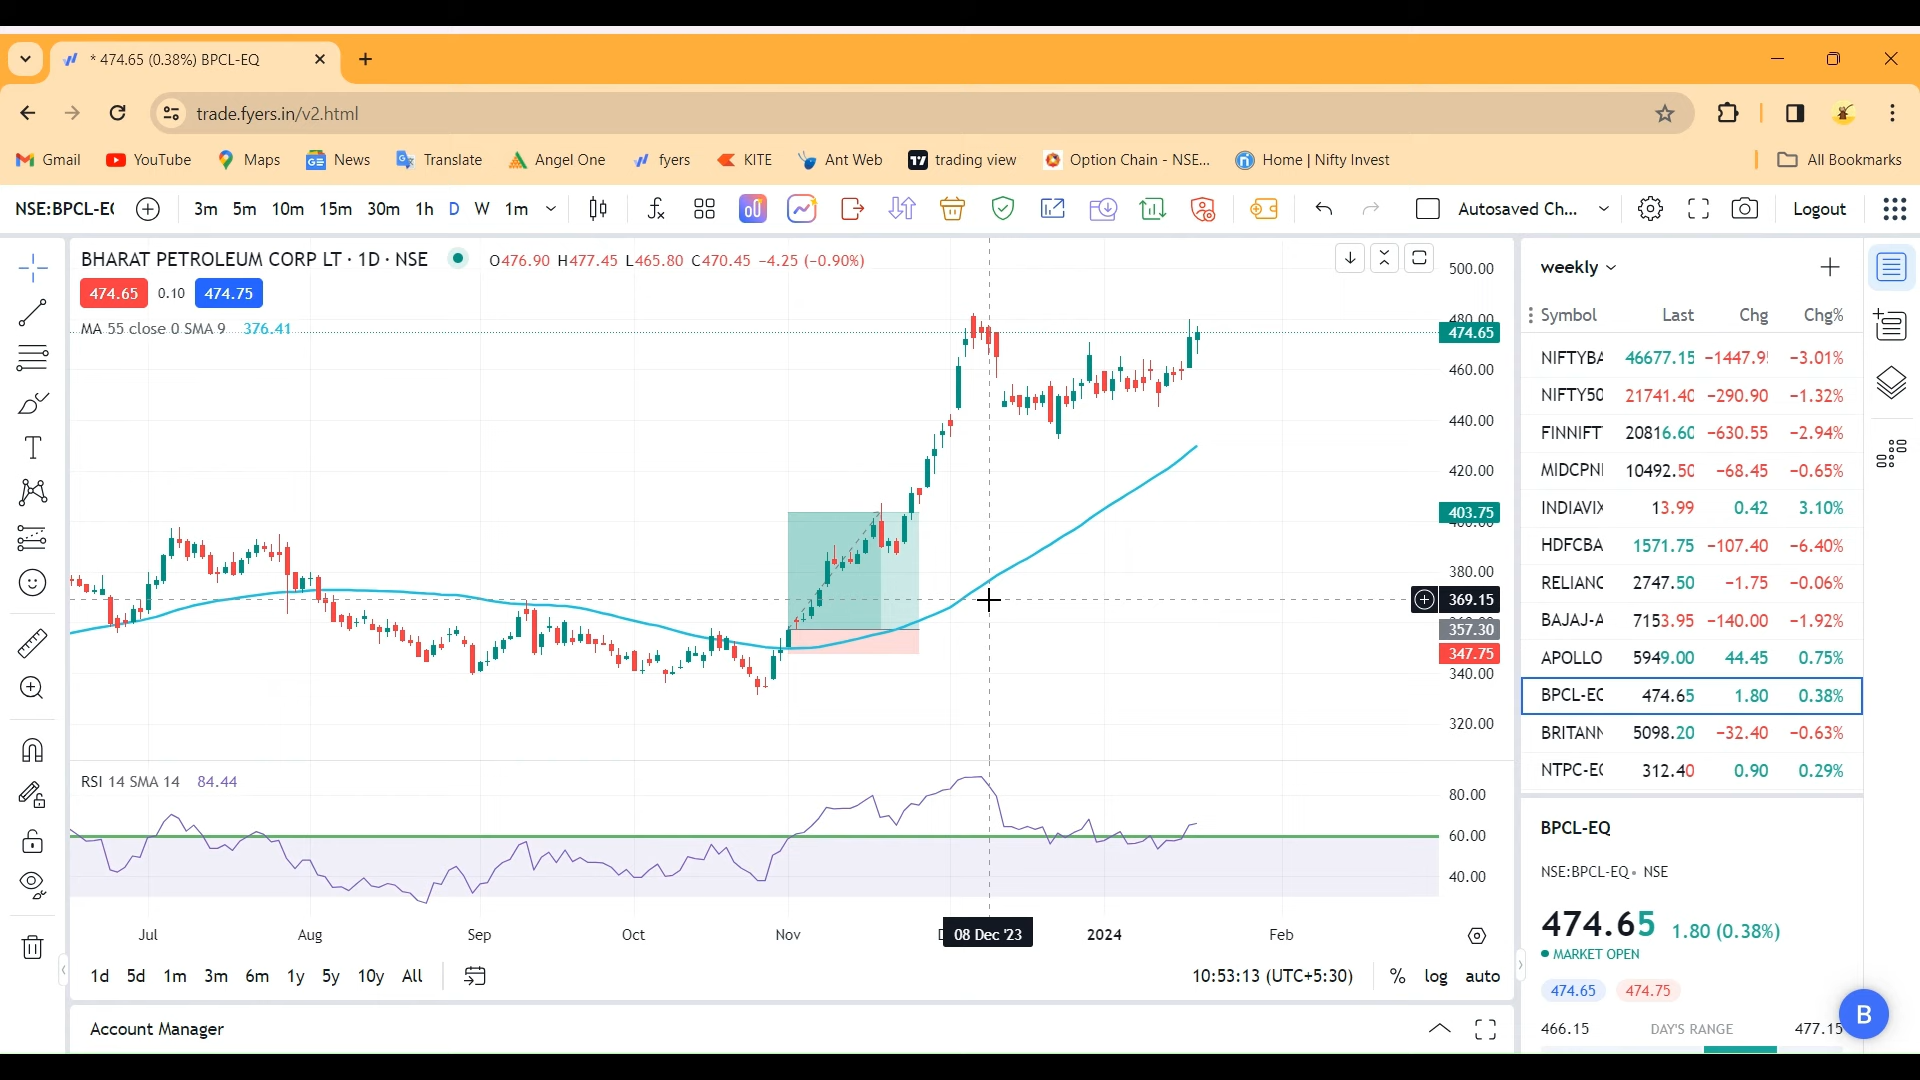 * 474.65 (0.38%) BPCL-EQ
trade.fyers.in/v2.html
Gmail YouTube Maps News Translate Angel One fyers KITE Ant Web trading view Option Chain - NSE... Home | Nifty Invest All Bookmarks
NSE:BPCL-E 3m 5m 10m 15m 30m 1h D W 1m Autosaved Ch... Logout
BHARAT PETROLEUM CORP LT · 1D · NSE O476.90 H477.45 L465.80 C470.45 -4.25 (-0.90%)
474.65 0.10 474.75
MA 55 close 0 SMA 9 376.41
500.00
480.00
474.65
460.00
440.00
420.00
403.75
400.00
380.00
369.15
357.30
347.75
340.00
320.00
RSI 14 SMA 14 84.44
80.00
60.00
40.00
Jul Aug Sep Oct Nov 08 Dec '23 2024 Feb
1d 5d 1m 3m 6m 1y 5y 10y All 10:53:13 (UTC+5:30) % log auto
Account Manager
weekly
Symbol Last Chg Chg%
NIFTYBA 46677.15 -1447.9 -3.01%
NIFTY50 21741.40 -290.90 -1.32%
FINNIFT 20816.60 -630.55 -2.94%
MIDCPN 10492.50 -68.45 -0.65%
INDIAVIX 13.99 0.42 3.10%
HDFCBA 1571.75 -107.40 -6.40%
RELIANC 2747.50 -1.75 -0.06%
BAJAJ-A 7153.95 -140.00 -1.92%
APOLLO 5949.00 44.45 0.75%
BPCL-EQ 474.65 1.80 0.38%
BRITANN 5098.20 -32.40 -0.63%
NTPC-EQ 312.40 0.90 0.29%
BPCL-EQ
NSE:BPCL-EQ • NSE
474.65 1.80 (0.38%)
MARKET OPEN
474.65 474.75
B
466.15 DAY'S RANGE 477.15